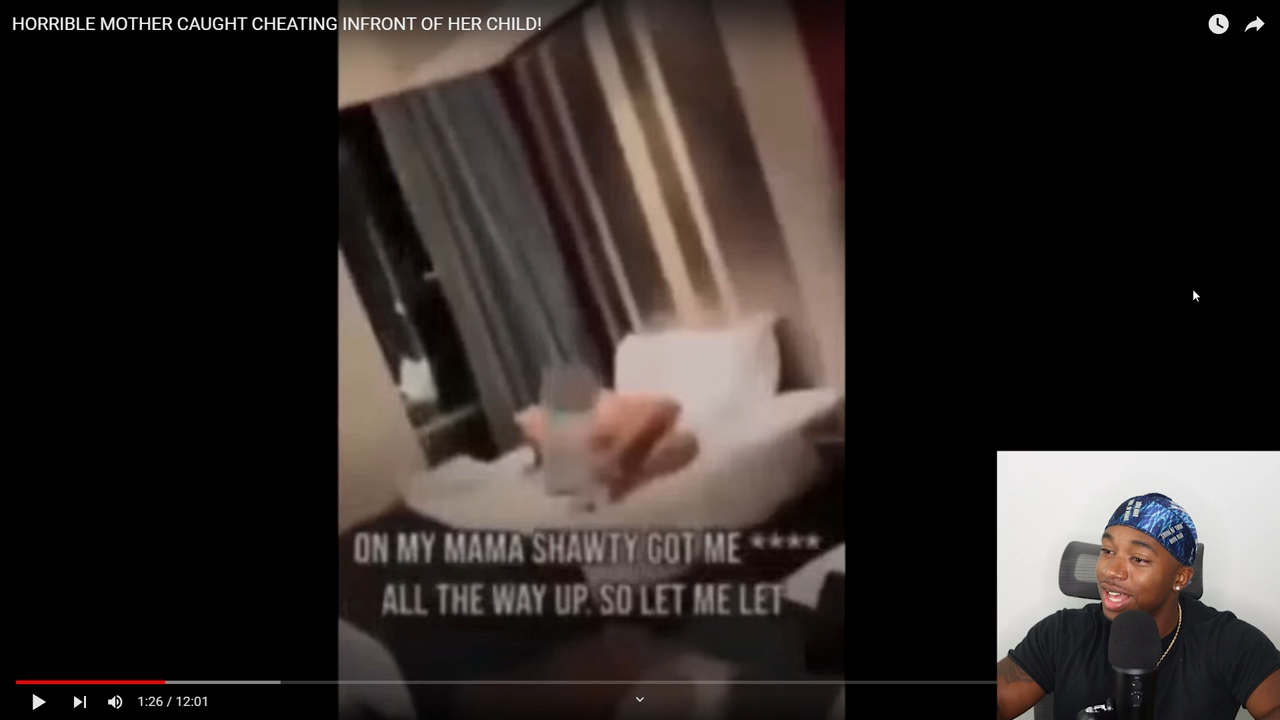 HORRIBLE MOTHER CAUGHT CHEATING INFRONT OF HER CHILD!
ON MY MAMA SHAWTY GOT ME ****
ALL THE WAY UP. SO LET ME LET
1:26 / 12:01